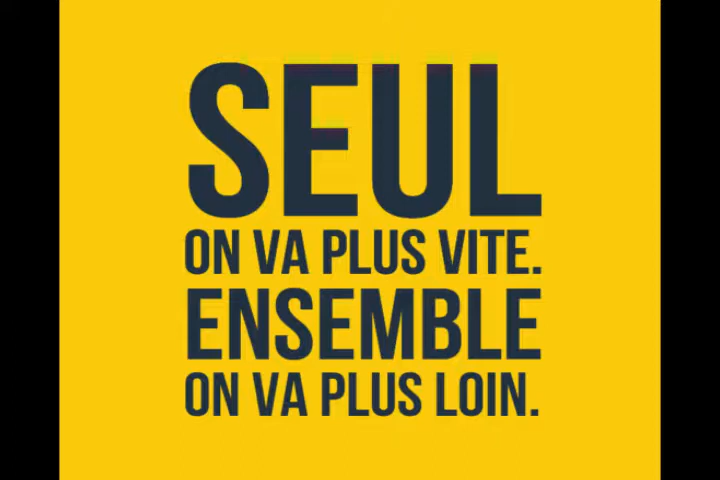 SEUL
ON VA PLUS VITE.
ENSEMBLE
ON VA PLUS LOIN.